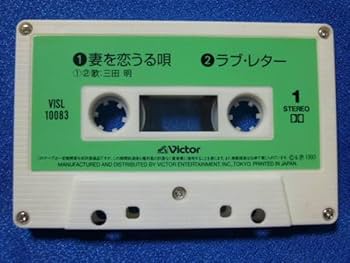 ❶妻を恋うる唄 ❷ラブ・レター
①②歌:三田 明
VISL
10083
1
STEREO
Victor
MANUFACTURED AND DISTRIBUTED BY VICTOR ENTERTAINMENT, INC., TOKYO. PRINTED IN JAPAN.